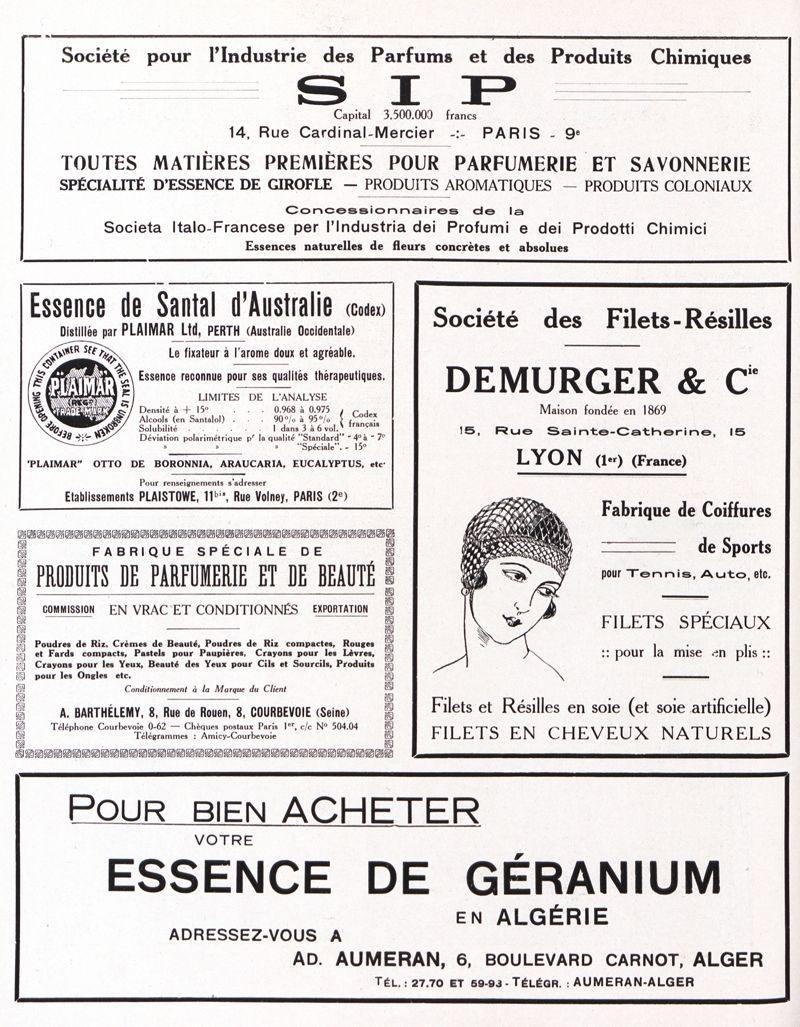 Société pour l'Industrie des Parfums et des Produits Chimiques
SIP
Capital 3.500.000 francs
14, Rue Cardinal-Mercier -:- PARIS - 9e
TOUTES MATIÈRES PREMIÈRES POUR PARFUMERIE ET SAVONNERIE
SPÉCIALITÉ D'ESSENCE DE GIROFLE — PRODUITS AROMATIQUES — PRODUITS COLONIAUX
Concessionnaires de la
Societa Italo-Francese per l'Industria dei Profumi e dei Prodotti Chimici
Essences naturelles de fleurs concrètes et absolues
Essence de Santal d'Australie (Codex)
Distillée par PLAIMAR Ltd, PERTH (Australie Occidentale)
BEFORE OPENING THIS CONTAINER SEE THAT THE SEAL IS UNBROKEN
PLAIMAR
(REGD)
TRADE MARK
Le fixateur à l'arome doux et agréable.
Essence reconnue pour ses qualités thérapeutiques.
LIMITES DE L'ANALYSE
Densité à + 15° . . . 0.968 à 0.975
Alcools (en Santalol) . . . 90% à 95%
Solubilité . . . 1 dans 3 à 6 vol.
Codex
français
Déviation polarimétrique pr la qualité "Standard" - 4° à - 7°
» » "Spéciale". - 15°
"PLAIMAR" OTTO DE BORONNIA, ARAUCARIA, EUCALYPTUS, etc.
Pour renseignements s'adresser
Etablissements PLAISTOWE, 11bis, Rue Volney, PARIS (2e)
FABRIQUE SPÉCIALE DE
PRODUITS DE PARFUMERIE ET DE BEAUTÉ
COMMISSION EN VRAC ET CONDITIONNÉS EXPORTATION
Poudres de Riz, Crèmes de Beauté, Poudres de Riz compactes, Rouges
et Fards compacts, Pastels pour Paupières, Crayons pour les Lèvres,
Crayons pour les Yeux, Beauté des Yeux pour Cils et Sourcils, Produits
pour les Ongles etc.
Conditionnement à la Marque du Client
A. BARTHÉLEMY, 8, Rue de Rouen, 8, COURBEVOIE (Seine)
Téléphone Courbevoie 0-62 — Chèques postaux Paris 1er, c/c N° 504.04
Télégrammes : Amicy-Courbevoie
Société des Filets-Résilles
DEMURGER & Cie
Maison fondée en 1869
15, Rue Sainte-Catherine, 15
LYON (1er) (France)
Fabrique de Coiffures
de Sports
pour Tennis, Auto, etc.
FILETS SPÉCIAUX
:: pour la mise en plis ::
Filets et Résilles en soie (et soie artificielle)
FILETS EN CHEVEUX NATURELS
POUR BIEN ACHETER
VOTRE
ESSENCE DE GÉRANIUM
EN ALGÉRIE
ADRESSEZ-VOUS A
AD. AUMERAN, 6, BOULEVARD CARNOT, ALGER
TÉL. : 27.70 ET 59-93 - TÉLÉGR. : AUMERAN-ALGER